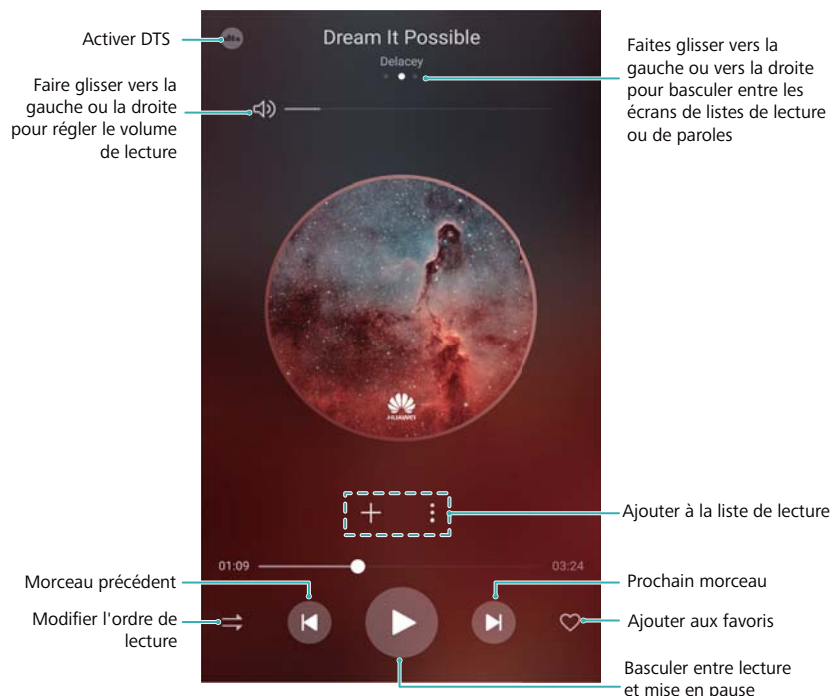 Activer DTS
Dream It Possible
Delacey
Faites glisser vers la
gauche ou vers la droite
pour basculer entre les
écrans de listes de lecture
ou de paroles
Faire glisser vers la
gauche ou la droite
pour régler le volume
de lecture
HUAWEI
Ajouter à la liste de lecture
01:09
03:24
Morceau précédent
Prochain morceau
Modifier l'ordre de
lecture
Ajouter aux favoris
Basculer entre lecture
et mise en pause